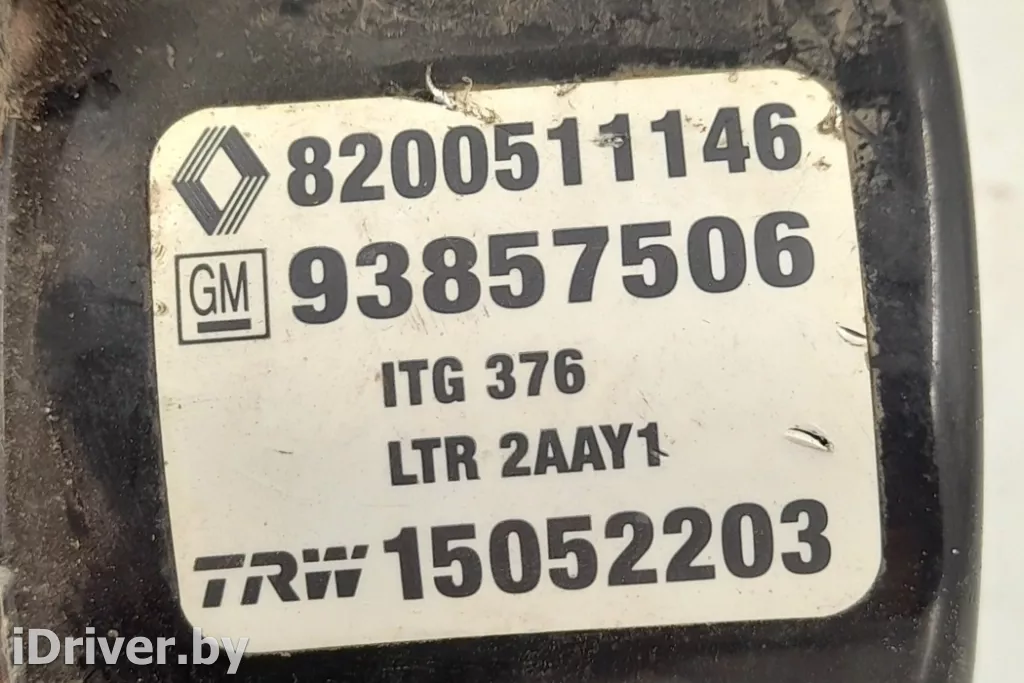 8200511146
GM 93857506
ITG 376
LTR 2AAY1
TRW 15052203
iDriver.by